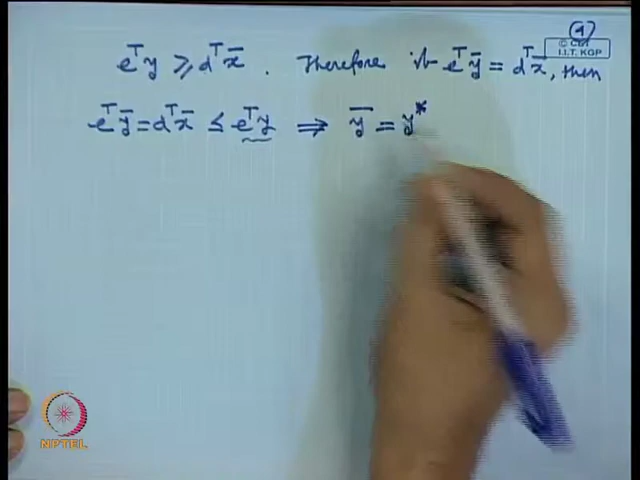 (4)
© CET
I.I.T. KGP
eᵀy ≥ dᵀx̄ . Therefore if eᵀȳ = dᵀx̄, then
eᵀȳ = dᵀx̄ ≤ eᵀy ⇒ ȳ = y*
NPTEL